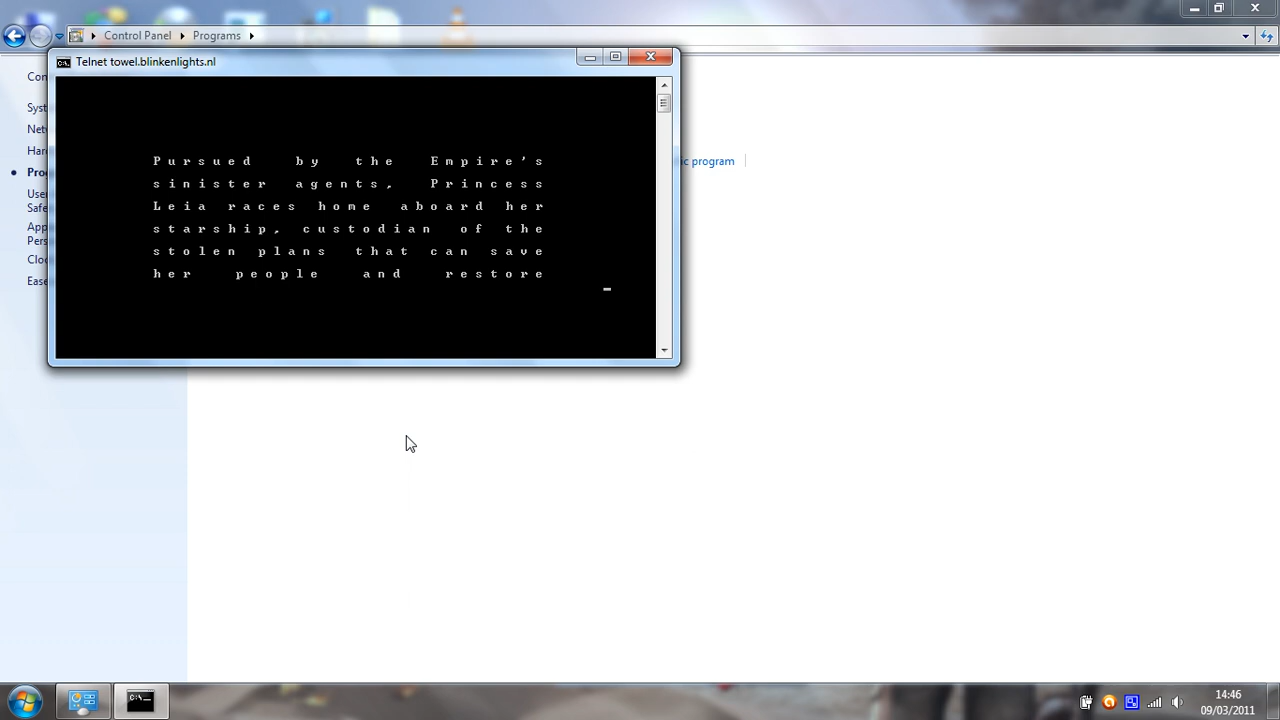 Control Panel
Programs
Telnet towel.blinkenlights.nl
C:\.
Pursued by the Empire's
sinister agents, Princess
Leia races home aboard her
starship, custodian of the
stolen plans that can save
her people and restore
ic program
14:46
09/03/2011